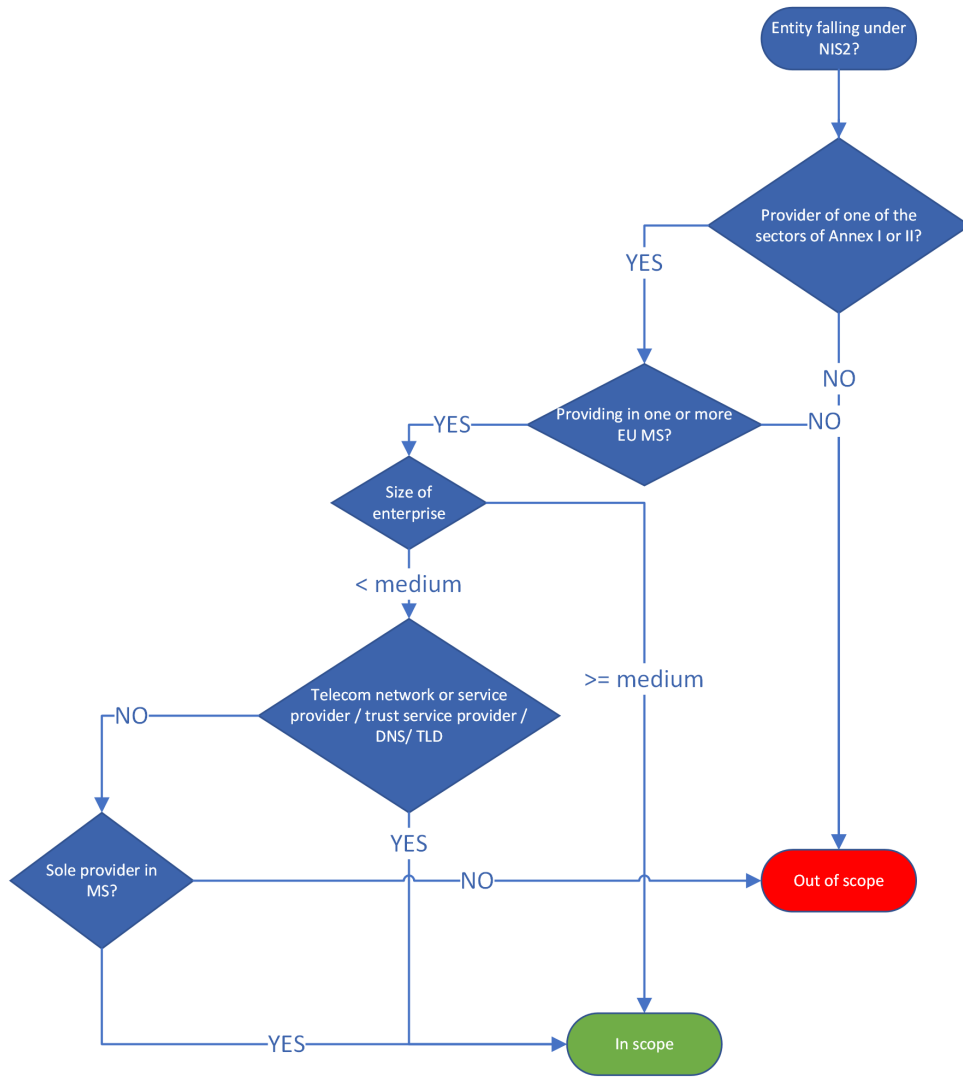 Entity falling under
NIS2?
Provider of one of the
sectors of Annex I or II?
YES
NO
Providing in one or more
EU MS?
NO
YES
Size of
enterprise
< medium
>= medium
Telecom network or service
provider / trust service provider /
DNS/ TLD
NO
YES
Sole provider in
MS?
NO
Out of scope
YES
In scope